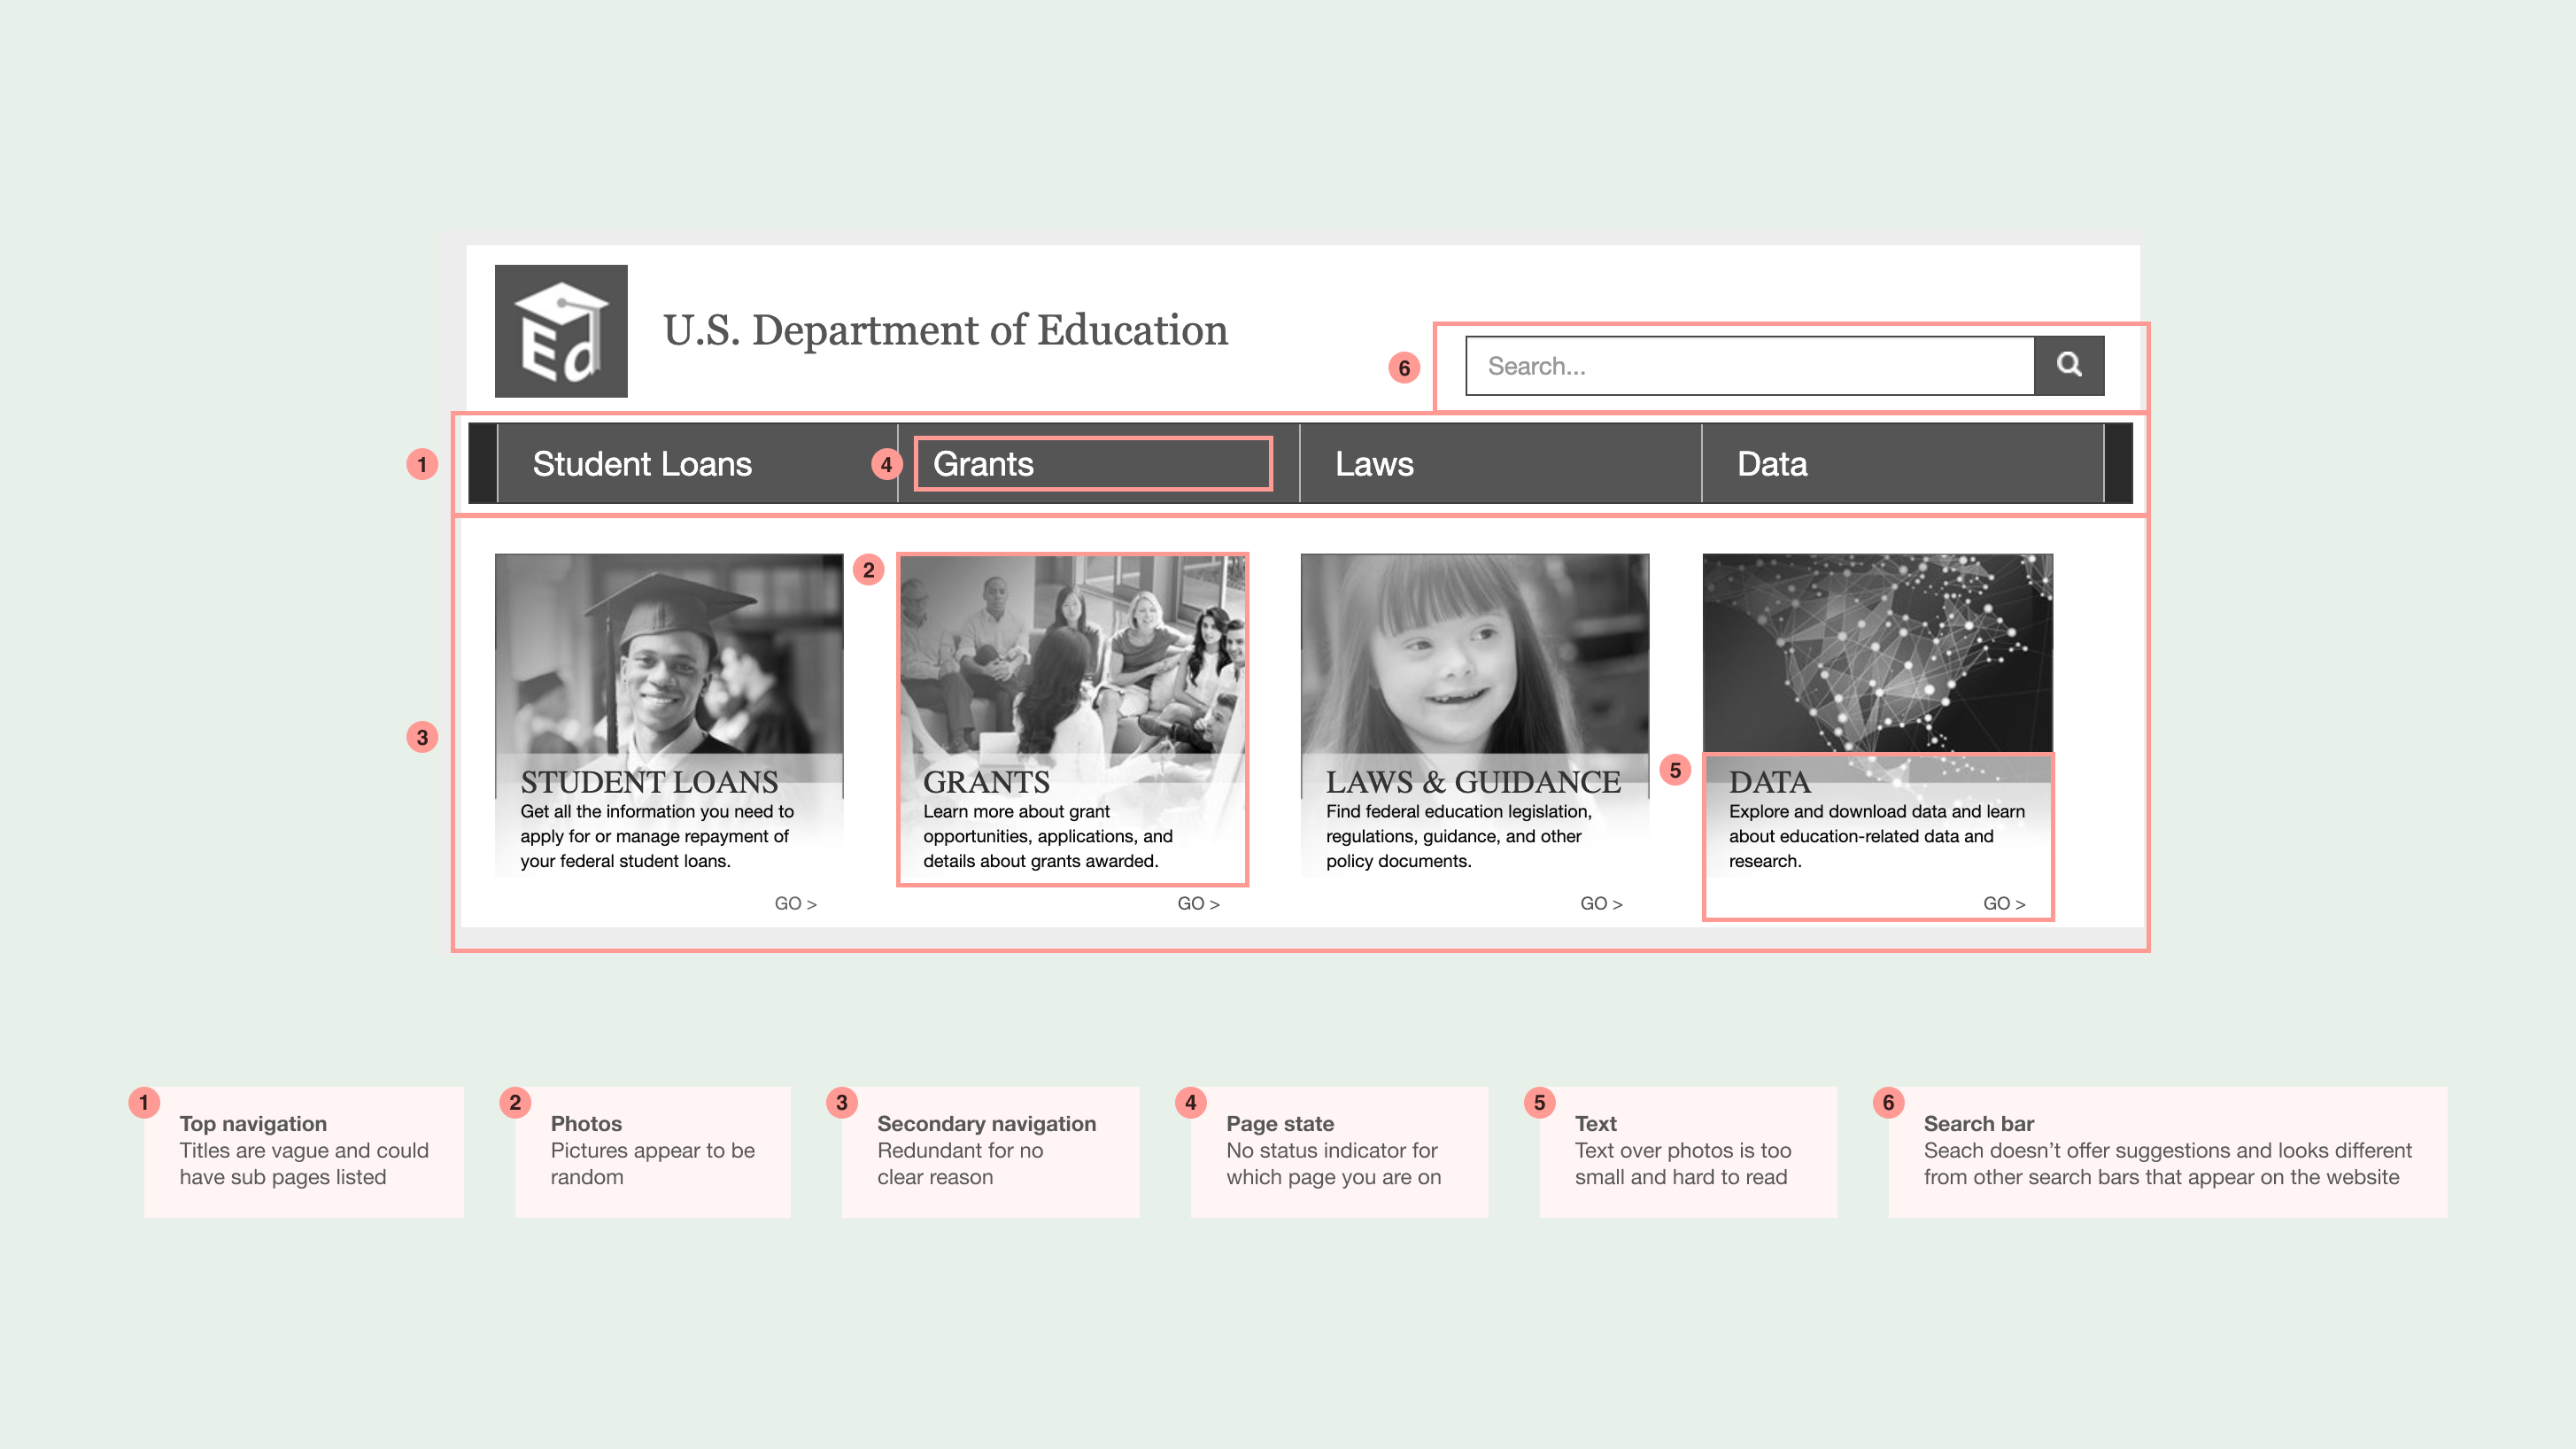 Ed
U.S. Department of Education
6
Search...
1
Student Loans
4
Grants
Laws
Data
2
3
5
STUDENT LOANS
Get all the information you need to
apply for or manage repayment of
your federal student loans.
GO >
GRANTS
Learn more about grant
opportunities, applications, and
details about grants awarded.
GO >
LAWS & GUIDANCE
Find federal education legislation,
regulations, guidance, and other
policy documents.
GO >
DATA
Explore and download data and learn
about education-related data and
research.
GO >
1
Top navigation
Titles are vague and could
have sub pages listed
2
Photos
Pictures appear to be
random
3
Secondary navigation
Redundant for no
clear reason
4
Page state
No status indicator for
which page you are on
5
Text
Text over photos is too
small and hard to read
6
Search bar
Seach doesn’t offer suggestions and looks different
from other search bars that appear on the website